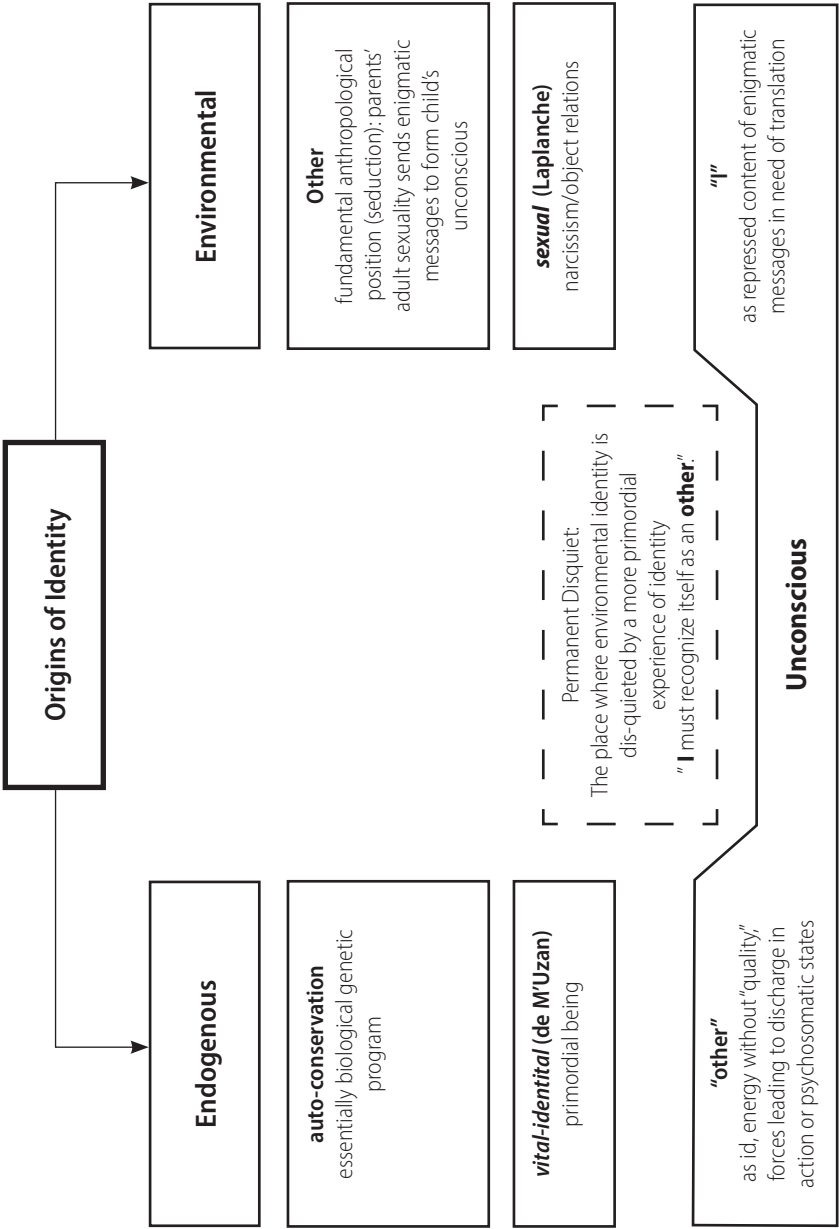 Origins of Identity
Endogenous
Environmental
auto-conservation
essentially biological genetic
program
Other
fundamental anthropological
position (seduction): parents’
adult sexuality sends enigmatic
messages to form child’s
unconscious
vital-identital (de M’Uzan)
primordial being
sexual (Laplanche)
narcissism/object relations
Permanent Disquiet:
The place where environmental identity is
dis-quieted by a more primordial
experience of identity
“ I must recognize itself as an other”.
“other”
as id, energy without “quality,”
forces leading to discharge in
action or psychosomatic states
Unconscious
“I”
as repressed content of enigmatic
messages in need of translation